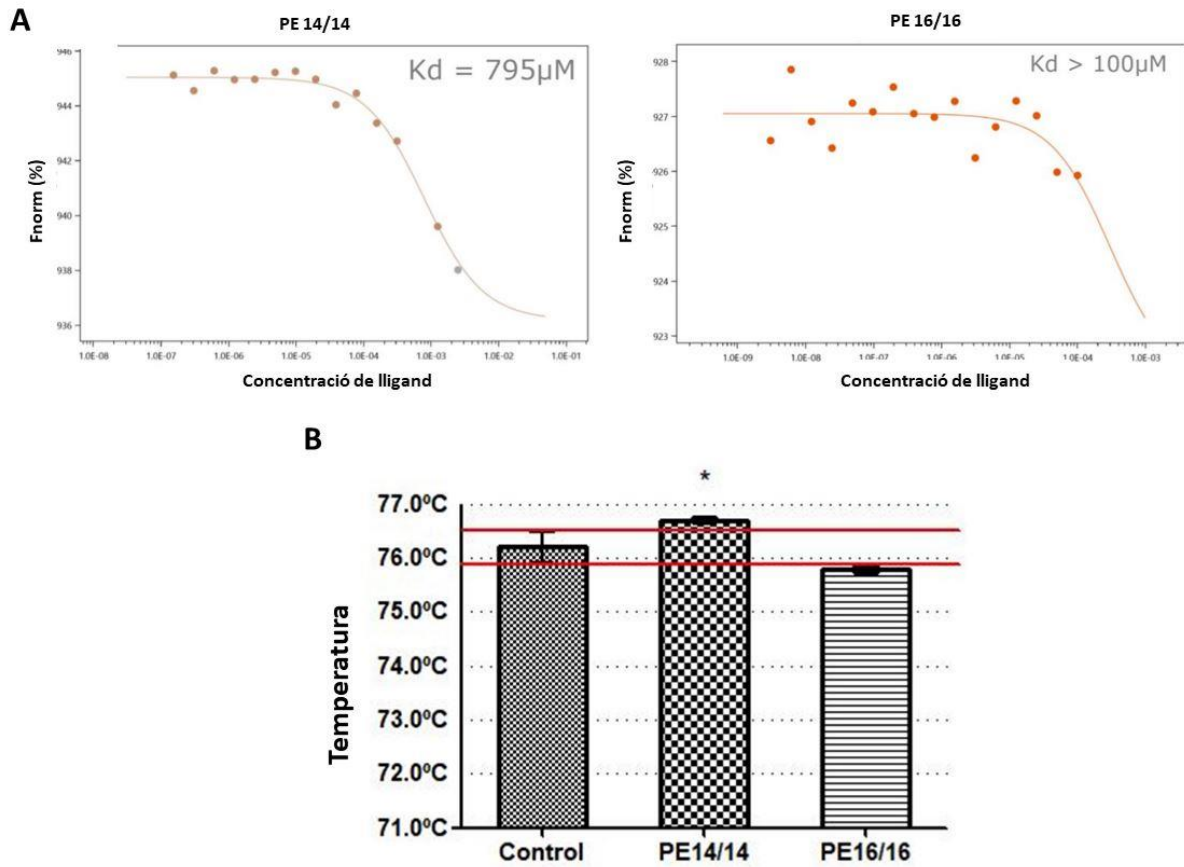 A
PE 14/14
PE 16/16
Kd = 795µM
Kd > 100µM
946
944
942
940
938
936
Fnorm (%)
1.0E-08 1.0E-07 1.0E-06 1.0E-05 1.0E-04 1.0E-03 1.0E-02 1.0E-01
Concentració de lligand
928
927
926
925
924
923
Fnorm (%)
1.0E-09 1.0E-08 1.0E-07 1.0E-06 1.0E-05 1.0E-04 1.0E-03
Concentració de lligand
B
*
77.0ºC
76.0ºC
75.0ºC
74.0ºC
73.0ºC
72.0ºC
71.0ºC
Temperatura
Control PE14/14 PE16/16